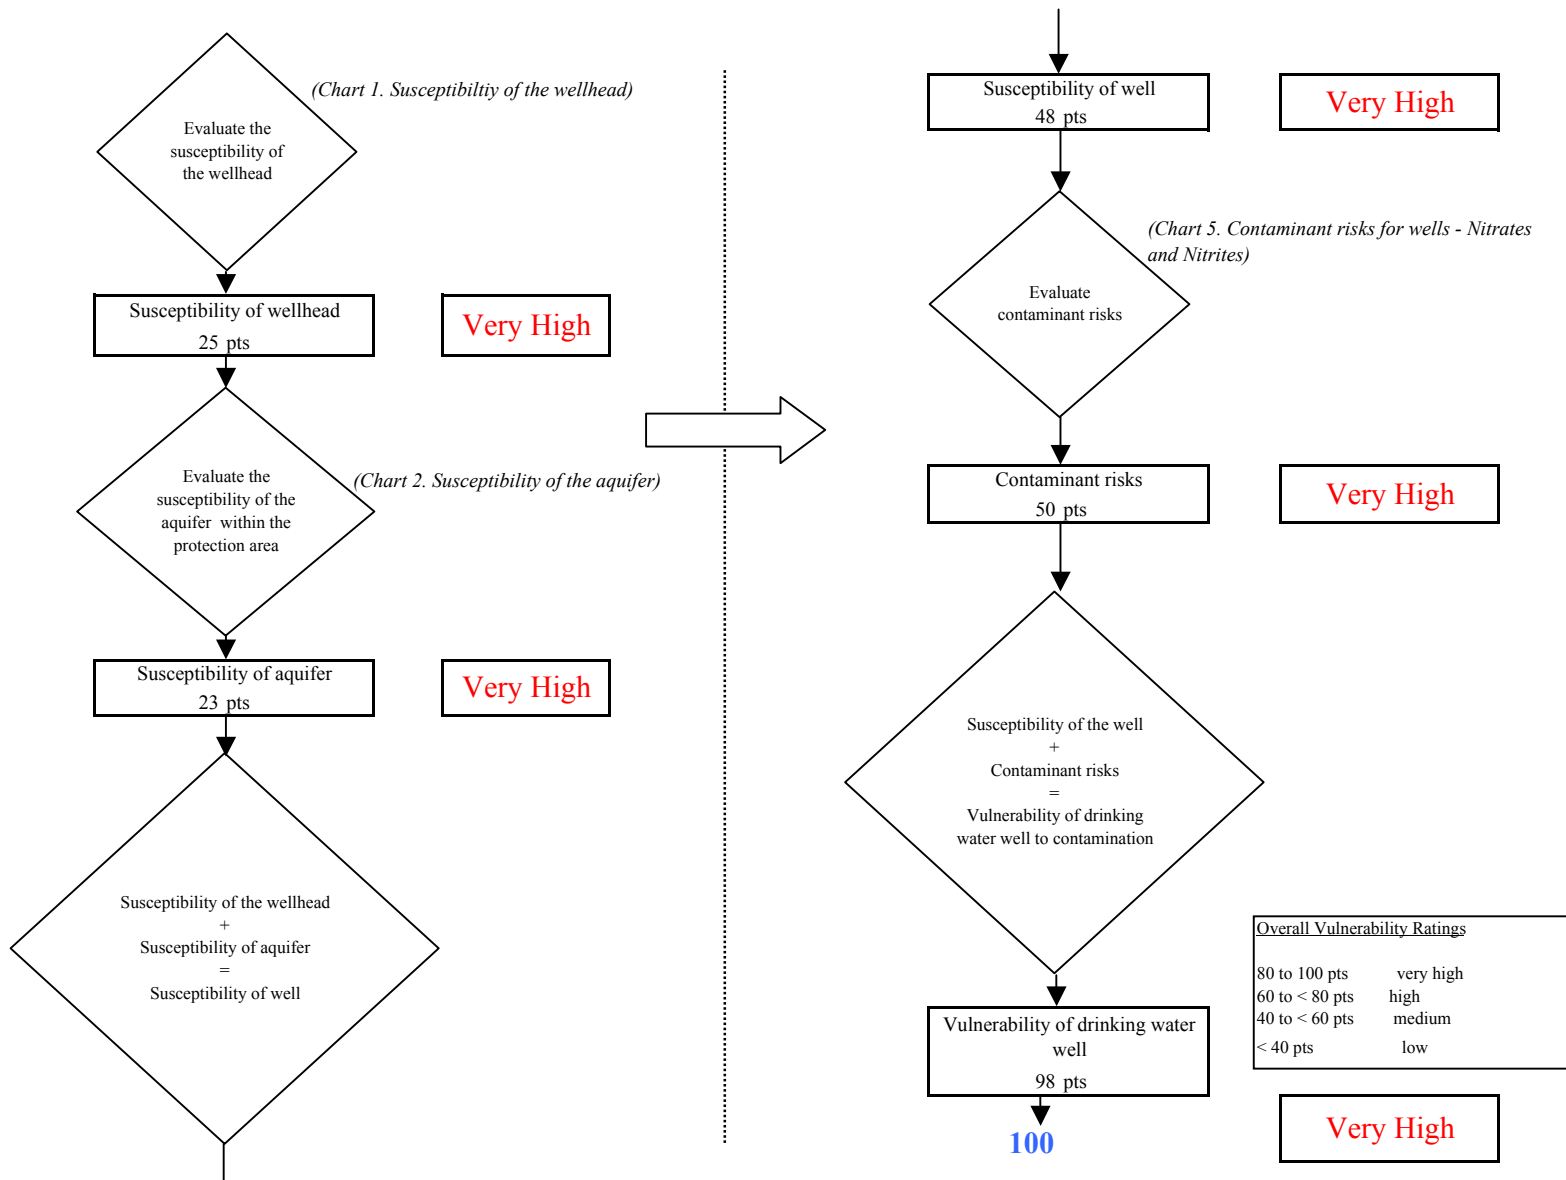 (Chart 1. Susceptibiltiy of the wellhead)
Evaluate the
susceptibility of
the wellhead
Susceptibility of wellhead
25 pts
Very High
Evaluate the
susceptibility of the
aquifer within the
protection area
(Chart 2. Susceptibility of the aquifer)
Susceptibility of aquifer
23 pts
Very High
Susceptibility of the wellhead
+
Susceptibility of aquifer
=
Susceptibility of well
Susceptibility of well
48 pts
Very High
(Chart 5. Contaminant risks for wells - Nitrates
and Nitrites)
Evaluate
contaminant risks
Contaminant risks
50 pts
Very High
Susceptibility of the well
+
Contaminant risks
=
Vulnerability of drinking
water well to contamination
Overall Vulnerability Ratings
80 to 100 pts very high
60 to < 80 pts high
40 to < 60 pts medium
< 40 pts low
Vulnerability of drinking water
well
98 pts
Very High
100